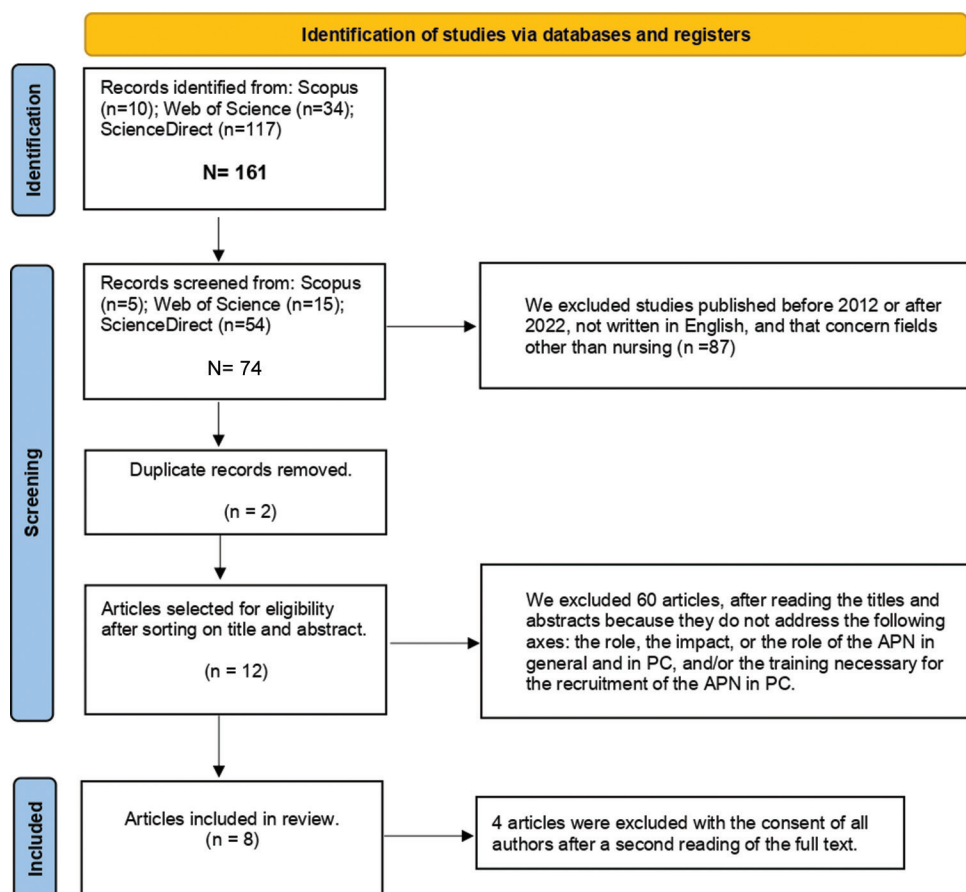 Identification of studies via databases and registers
Identification
Records identified from: Scopus
(n=10); Web of Science (n=34);
ScienceDirect (n=117)
N= 161
Screening
Records screened from: Scopus
(n=5); Web of Science (n=15);
ScienceDirect (n=54)
N= 74
We excluded studies published before 2012 or after
2022, not written in English, and that concern fields
other than nursing (n =87)
Duplicate records removed.
(n = 2)
Articles selected for eligibility
after sorting on title and abstract.
(n = 12)
We excluded 60 articles, after reading the titles and
abstracts because they do not address the following
axes: the role, the impact, or the role of the APN in
general and in PC, and/or the training necessary for
the recruitment of the APN in PC.
Included
Articles included in review.
(n = 8)
4 articles were excluded with the consent of all
authors after a second reading of the full text.